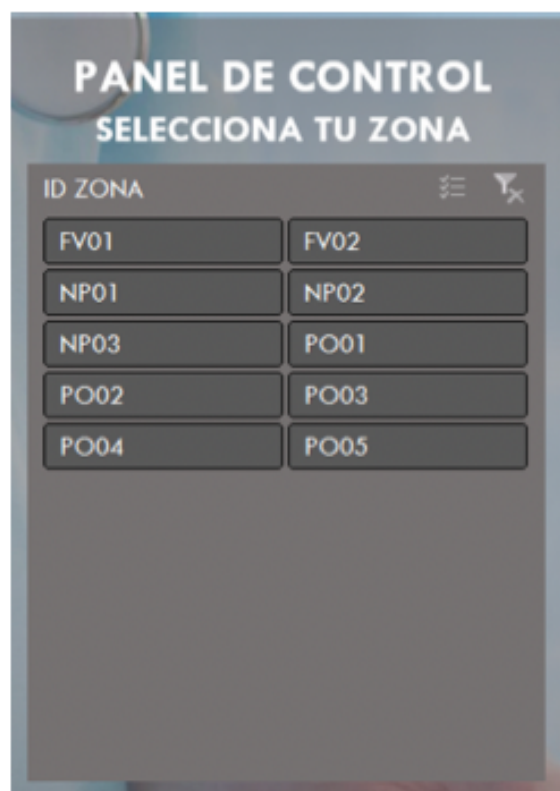 PANEL DE CONTROL
SELECCIONA TU ZONA
ID ZONA
FV01 FV02
NP01 NP02
NP03 PO01
PO02 PO03
PO04 PO05